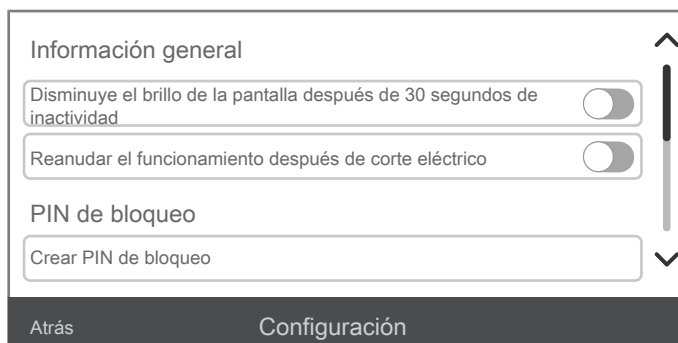 Información general
Disminuye el brillo de la pantalla después de 30 segundos de
inactividad
Reanudar el funcionamiento después de corte eléctrico
PIN de bloqueo
Crear PIN de bloqueo
Atrás
Configuración